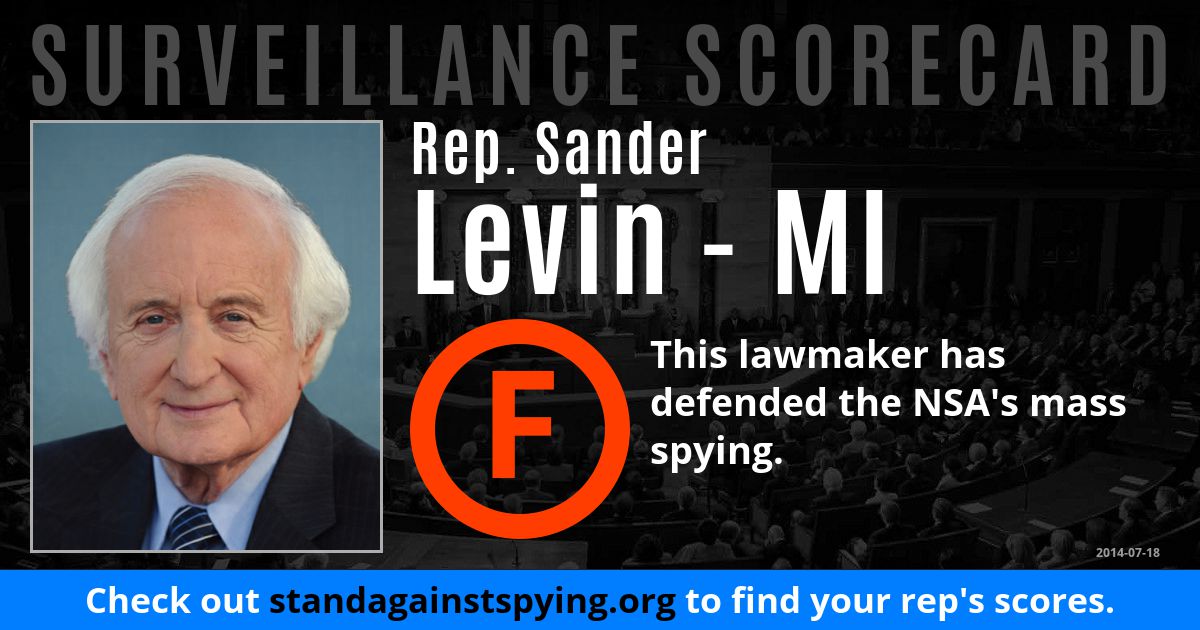 SURVEILLANCE SCORECARD
Rep. Sander
Levin - MI
F
This lawmaker has
defended the NSA's mass
spying.
2014-07-18
Check out standagainstspying.org to find your rep's scores.